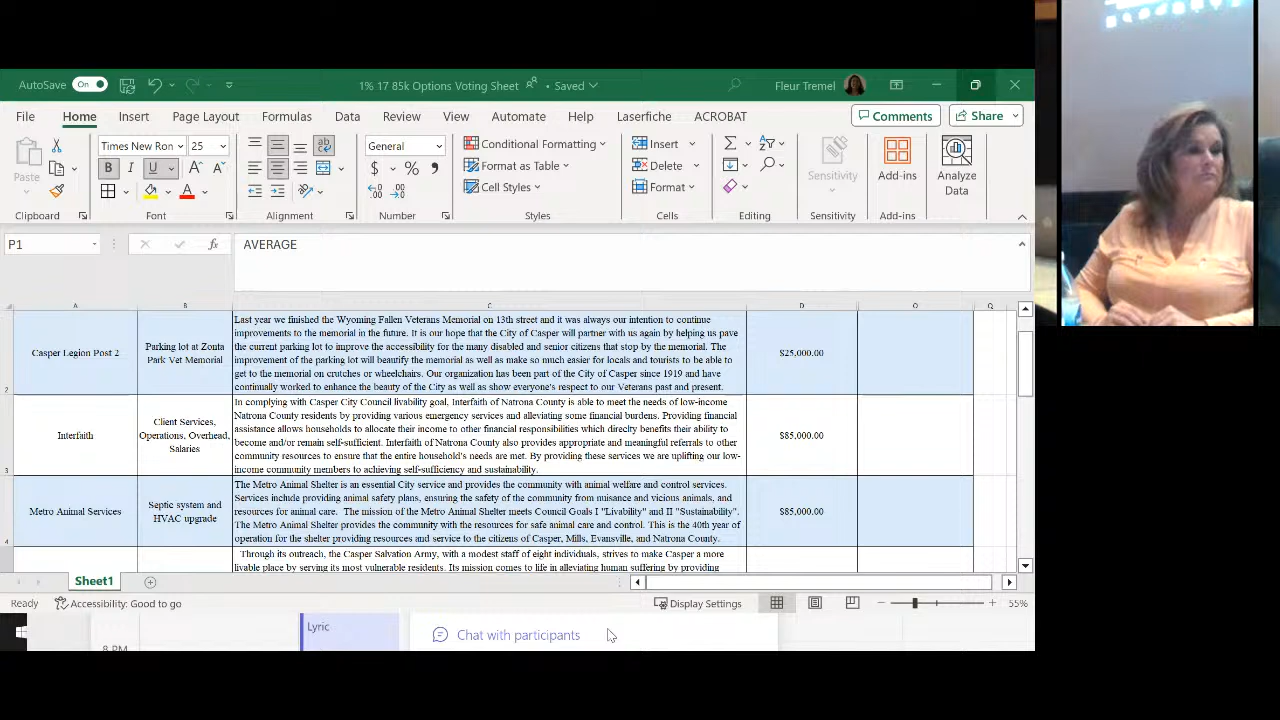 AutoSave On 1% 17 85k Options Voting Sheet • Saved Fleur Tremel
File Home Insert Page Layout Formulas Data Review View Automate Help Laserfiche ACROBAT Comments Share
Paste
Clipboard
Times New Ron 23
B I U A A
A
Font
ab
Alignment
General
$ % ,
Number
Conditional Formatting
Format as Table
Cell Styles
Styles
Insert
Delete
Format
Cells
Editing
Sensitivity
Sensitivity
Add-ins
Add-ins
Analyze
Data
P1 fx AVERAGE
A B C D O Q
2
Casper Legion Post 2
Parking lot at Zonta
Park Vet Memorial
Last year we finished the Wyoming Fallen Veterans Memorial on 13th street and it was always our intention to continue
improvements to the memorial in the future. It is our hope that the City of Casper will partner with us again by helping us pave
the current parking lot to improve the accessibility for the many disabled and senior citizens that stop by the memorial. The
improvement of the parking lot will beautify the memorial as well as make so much easier for locals and tourists to be able to
get to the memorial on crutches or wheelchairs. Our organization has been part of the City of Casper since 1919 and have
continually worked to enhance the beauty of the City as well as show everyone's respect to our Veterans past and present.
$25,000.00
3
Interfaith
Client Services,
Operations, Overhead,
Salaries
In complying with Casper City Council livability goal, Interfaith of Natrona County is able to meet the needs of low-income
Natrona County residents by providing various emergency services and alleviating some financial burdens. Providing financial
assistance allows households to allocate their income to other financial responsibilities which direclty benefits their ability to
become and/or remain self-sufficient. Interfiaith of Natrona County also provides appropriate and meaningful referrals to other
community resources to ensure that the entire household's needs are met. By providing these services we are uplifting our low-
income community members to achieving self-sufficiency and sustainability.
$85,000.00
4
Metro Animal Services
Septic system and
HVAC upgrade
The Metro Animal Shelter is an essential City service and provides the community with animal welfare and control services.
Services include providing animal safety plans, ensuring the safety of the community from nuisance and vicious animals, and
resources for animal care. The mission of the Metro Animal Shelter meets Council Goals I "Livability" and II "Sustainability".
The Metro Animal Shelter provides the community with the resources for safe animal care and control. This is the 40th year of
operation for the shelter providing resources and service to the citizens of Casper, Mills, Evansville, and Natrona County.
$85,000.00
Through its outreach, the Casper Salvation Army, with a modest staff of eight individuals, strives to make Casper a more
livable place by serving its most vulnerable residents. Its mission comes to life in alleviating human suffering by providing
Sheet1
Ready Accessibility: Good to go Display Settings 55%
8 PM
Lyric
Chat with participants